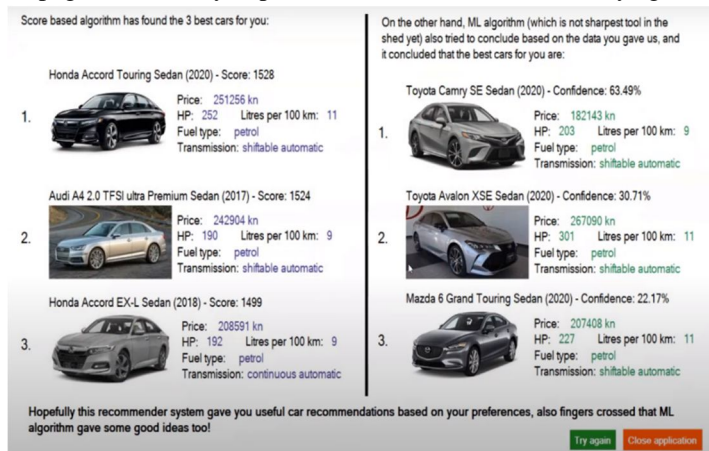 Score based algorithm has found the 3 best cars for you:
Honda Accord Touring Sedan (2020) - Score: 1528
1.
Price: 251256 kn
HP: 252 Litres per 100 km: 11
Fuel type: petrol
Transmission: shiftable automatic
Audi A4 2.0 TFSI ultra Premium Sedan (2017) - Score: 1524
2.
Price: 242904 kn
HP: 190 Litres per 100 km: 9
Fuel type: petrol
Transmission: shiftable automatic
Honda Accord EX-L Sedan (2018) - Score: 1499
3.
Price: 208591 kn
HP: 192 Litres per 100 km: 9
Fuel type: petrol
Transmission: continuous automatic
On the other hand, ML algorithm (which is not sharpest tool in the
shed yet) also tried to conclude based on the data you gave us, and
it concluded that the best cars for you are:
Toyota Camry SE Sedan (2020) - Confidence: 63.49%
1.
Price: 182143 kn
HP: 203 Litres per 100 km: 9
Fuel type: petrol
Transmission: shiftable automatic
Toyota Avalon XSE Sedan (2020) - Confidence: 30.71%
2.
Price: 267090 kn
HP: 301 Litres per 100 km: 11
Fuel type: petrol
Transmission: shiftable automatic
Mazda 6 Grand Touring Sedan (2020) - Confidence: 22.17%
3.
Price: 207408 kn
HP: 227 Litres per 100 km: 11
Fuel type: petrol
Transmission: shiftable automatic
Hopefully this recommender system gave you useful car recommendations based on your preferences, also fingers crossed that ML
algorithm gave some good ideas too!
Try again
Close application